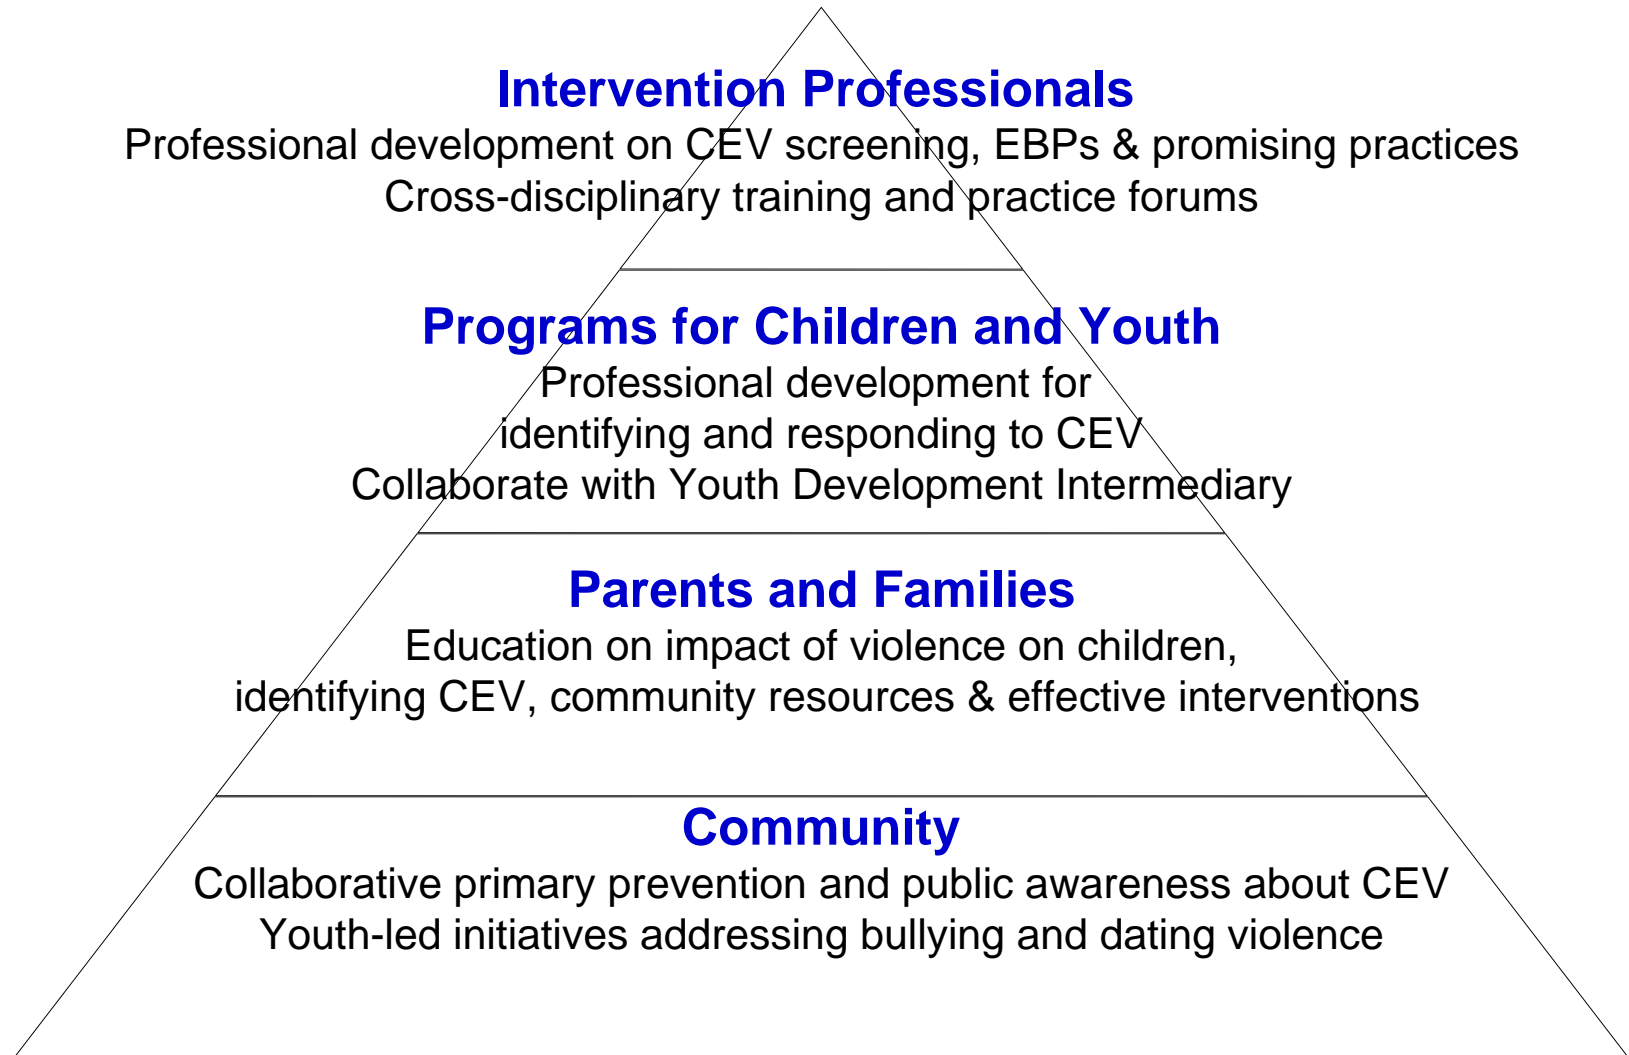 Intervention Professionals
Professional development on CEV screening, EBPs & promising practices
Cross-disciplinary training and practice forums
Programs for Children and Youth
Professional development for
identifying and responding to CEV
Collaborate with Youth Development Intermediary
Parents and Families
Education on impact of violence on children,
identifying CEV, community resources & effective interventions
Community
Collaborative primary prevention and public awareness about CEV
Youth-led initiatives addressing bullying and dating violence